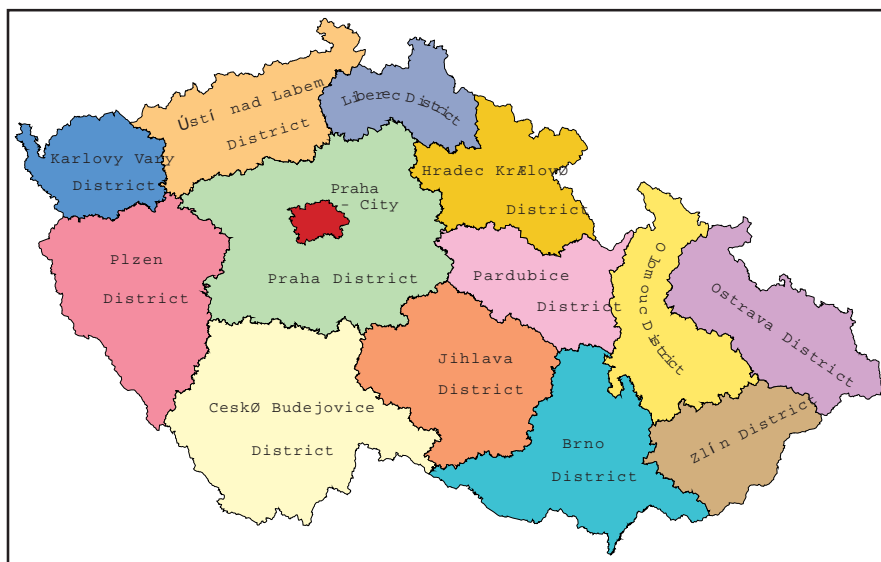 Ústí nad Labem
District
Liberec District
Karlovy Vary
District
Hradec KrÆlovØ
District
Praha
- City
Plzen
District
Praha District
Pardubice
District
Olomouc District
Ostrava District
Jihlava
District
CeskØ Budejovice
District
Brno
District
Zlín District